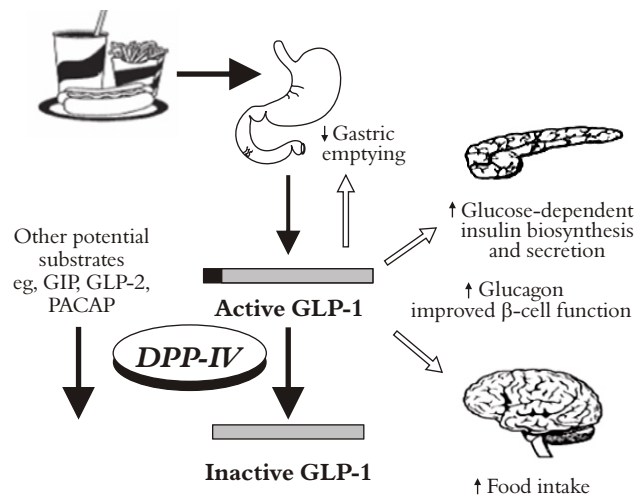 ↓ Gastric
emptying
↑ Glucose-dependent
insulin biosynthesis
and secretion
Other potential
substrates
eg, GIP, GLP-2,
PACAP
Active GLP-1
↑ Glucagon
improved β-cell function
DPP-IV
Inactive GLP-1
↑ Food intake